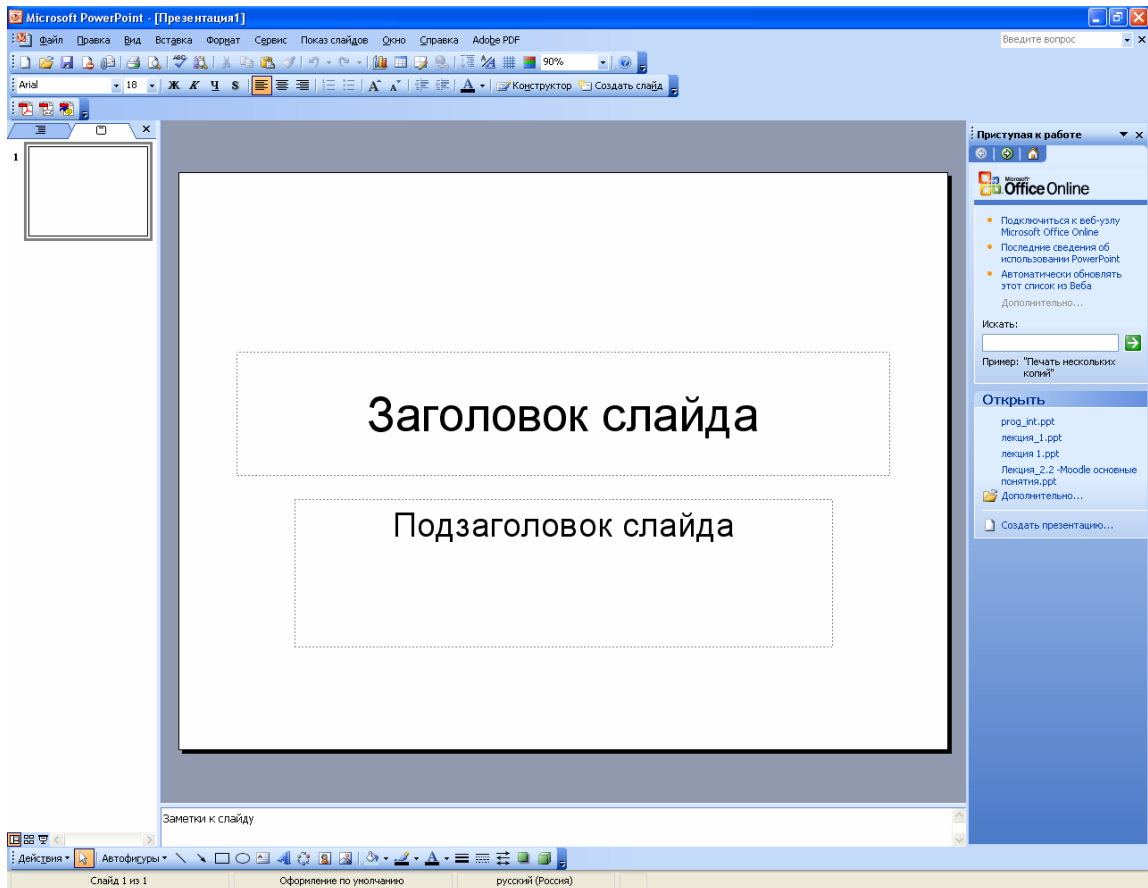 Microsoft PowerPoint - [Презентация1]
Файл Правка Вид Вставка Формат Сервис Показ слайдов Окно Справка Adobe PDF
Введите вопрос
90%
Arial 18 Ж К Ч S Конструктор Создать слайд
1
Приступая к работе
Microsoft
Office Online
Подключиться к веб-узлу
Microsoft Office Online
Последние сведения об
использовании PowerPoint
Автоматически обновлять
этот список из Веба
Дополнительно...
Искать:
Пример: "Печать нескольких
копий"
Открыть
prog_int.ppt
лекция_1.ppt
лекция 1.ppt
Лекция_2.2 -Moodle основные
понятия.ppt
Дополнительно...
Создать презентацию...
Заголовок слайда
Подзаголовок слайда
Заметки к слайду
Действия Автофигуры
Слайд 1 из 1 Оформление по умолчанию русский (Россия)